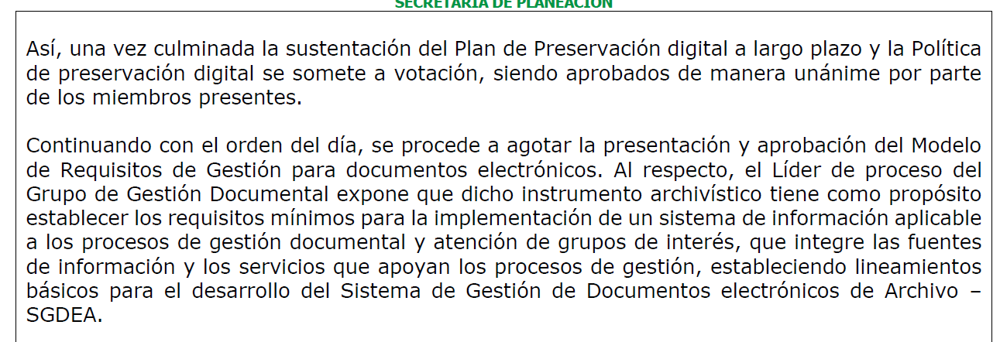 SECRETARÍA DE PLANEACIÓN
Así, una vez culminada la sustentación del Plan de Preservación digital a largo plazo y la Política
de preservación digital se somete a votación, siendo aprobados de manera unánime por parte
de los miembros presentes.
Continuando con el orden del día, se procede a agotar la presentación y aprobación del Modelo
de Requisitos de Gestión para documentos electrónicos. Al respecto, el Líder de proceso del
Grupo de Gestión Documental expone que dicho instrumento archivístico tiene como propósito
establecer los requisitos mínimos para la implementación de un sistema de información aplicable
a los procesos de gestión documental y atención de grupos de interés, que integre las fuentes
de información y los servicios que apoyan los procesos de gestión, estableciendo lineamientos
básicos para el desarrollo del Sistema de Gestión de Documentos electrónicos de Archivo –
SGDEA.